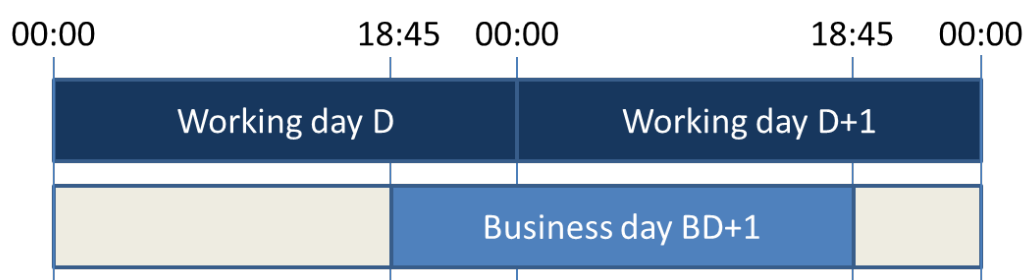 00:00 18:45 00:00 18:45 00:00
Working day D Working day D+1
Business day BD+1